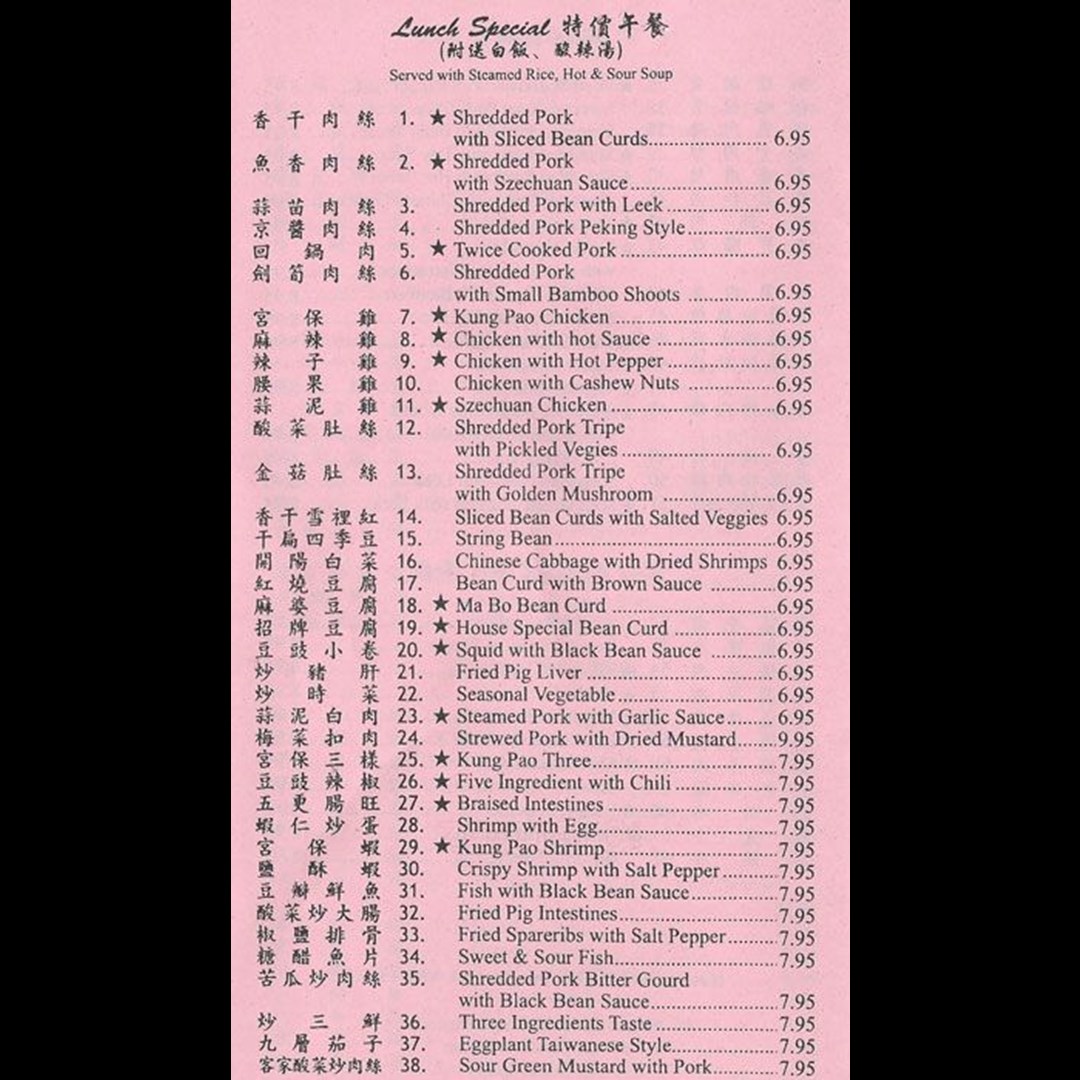 Lunch Special 特價午餐
(附送白飯、酸辣湯)
Served with Steamed Rice, Hot & Sour Soup
香干肉絲 1. ★ Shredded Pork
with Sliced Bean Curds...................... 6.95
魚香肉絲 2. ★ Shredded Pork
with Szechuan Sauce.......................... 6.95
蒜苗肉絲 3. Shredded Pork with Leek ................... 6.95
京醬肉絲 4. Shredded Pork Peking Style............... 6.95
回鍋肉 5. ★ Twice Cooked Pork ........................... 6.95
劍筍肉絲 6. Shredded Pork
with Small Bamboo Shoots ................6.95
宮保雞 7. ★ Kung Pao Chicken .............................6.95
麻辣雞 8. ★ Chicken with hot Sauce ......................6.95
辣子雞 9. ★ Chicken with Hot Pepper .....................6.95
腰果雞 10. Chicken with Cashew Nuts ................6.95
蒜泥雞 11. ★ Szechuan Chicken ..............................6.95
酸菜肚絲 12. Shredded Pork Tripe
with Pickled Vegies ............................ 6.95
金菇肚絲 13. Shredded Pork Tripe
with Golden Mushroom .....................6.95
香干雪裡紅 14. Sliced Bean Curds with Salted Veggies 6.95
干扁四季豆 15. String Bean......................................... 6.95
開陽白菜 16. Chinese Cabbage with Dried Shrimps 6.95
紅燒豆腐 17. Bean Curd with Brown Sauce ............6.95
麻婆豆腐 18. ★ Ma Bo Bean Curd ..............................6.95
招牌豆腐 19. ★ House Special Bean Curd ...................6.95
豆豉小卷 20. ★ Squid with Black Bean Sauce ............6.95
炒豬肝 21. Fried Pig Liver ................................... 6.95
炒時菜 22. Seasonal Vegetable............................. 6.95
蒜泥白肉 23. ★ Steamed Pork with Garlic Sauce........ 6.95
梅菜扣肉 24. Strewed Pork with Dried Mustard.......9.95
宮保三樣 25. ★ Kung Pao Three..................................7.95
豆豉辣椒 26. ★ Five Ingredient with Chili ...................7.95
五更腸旺 27. ★ Braised Intestines ................................7.95
蝦仁炒蛋 28. Shrimp with Egg.................................7.95
宮保蝦 29. ★ Kung Pao Shrimp ................................7.95
鹽酥蝦 30. Crispy Shrimp with Salt Pepper..........7.95
豆瓣鮮魚 31. Fish with Black Bean Sauce................7.95
酸菜炒大腸 32. Fried Pig Intestines.............................7.95
椒鹽排骨 33. Fried Spareribs with Salt Pepper.........7.95
糖醋魚片 34. Sweet & Sour Fish..............................7.95
苦瓜炒肉絲 35. Shredded Pork Bitter Gourd
with Black Bean Sauce.......................7.95
炒三鮮 36. Three Ingredients Taste ......................7.95
九層茄子 37. Eggplant Taiwanese Style...................7.95
客家酸菜炒肉絲 38. Sour Green Mustard with Pork............7.95